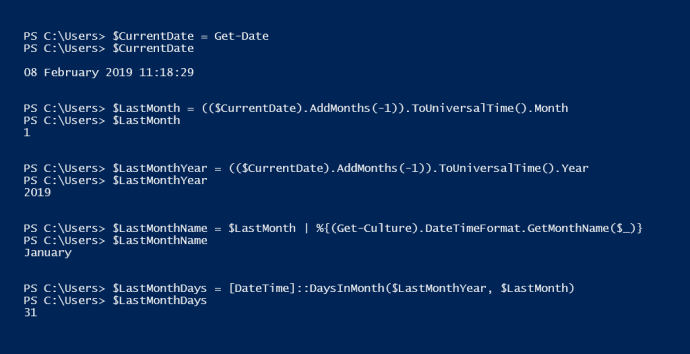 PS C:\Users> $CurrentDate = Get-Date
PS C:\Users> $CurrentDate
08 February 2019 11:18:29
PS C:\Users> $LastMonth = (($CurrentDate).AddMonths(-1)).ToUniversalTime().Month
PS C:\Users> $LastMonth
1
PS C:\Users> $LastMonthYear = (($CurrentDate).AddMonths(-1)).ToUniversalTime().Year
PS C:\Users> $LastMonthYear
2019
PS C:\Users> $LastMonthName = $LastMonth | %{(Get-Culture).DateTimeFormat.GetMonthName($_)}
PS C:\Users> $LastMonthName
January
PS C:\Users> $LastMonthDays = [DateTime]::DaysInMonth($LastMonthYear, $LastMonth)
PS C:\Users> $LastMonthDays
31